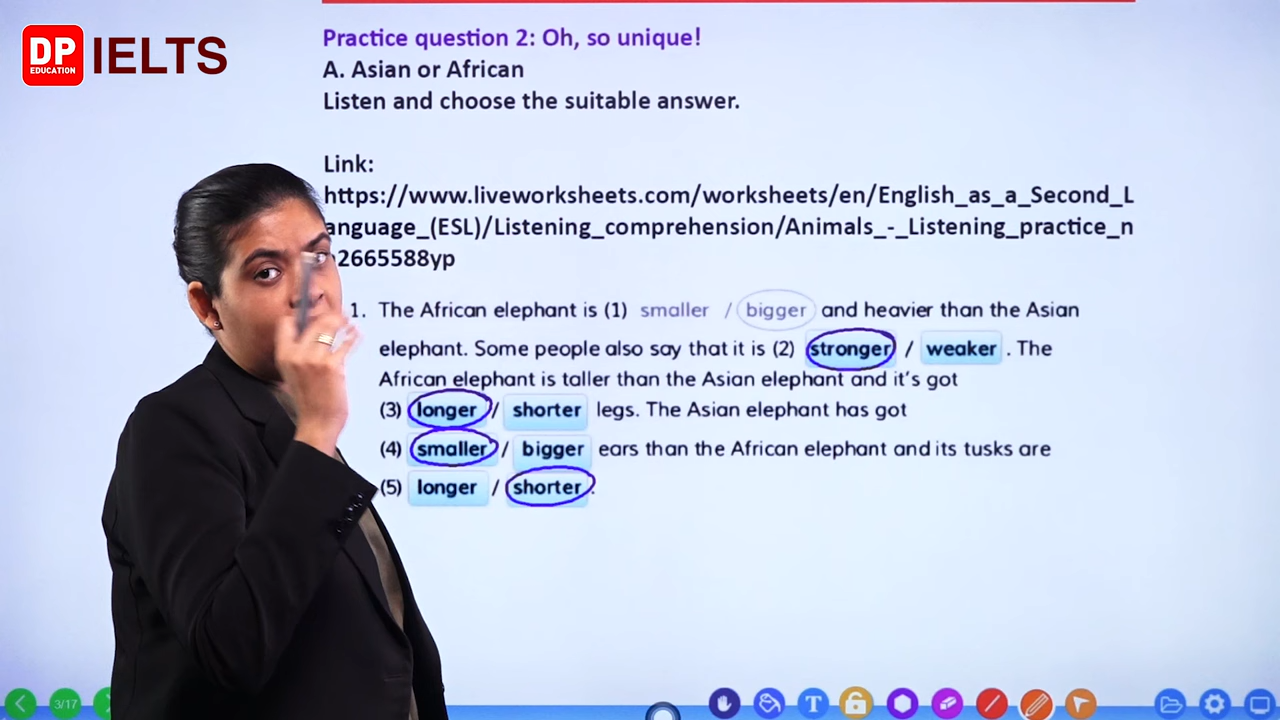 DP
EDUCATION
IELTS
Practice question 2: Oh, so unique!
A. Asian or African
Listen and choose the suitable answer.
Link:
https://www.liveworksheets.com/worksheets/en/English_as_a_Second_L
anguage_(ESL)/Listening_comprehension/Animals_-_Listening_practice_n
2665588yp
1. The African elephant is (1) smaller / bigger and heavier than the Asian
elephant. Some people also say that it is (2) stronger / weaker . The
African elephant is taller than the Asian elephant and it's got
(3) longer / shorter legs. The Asian elephant has got
(4) smaller / bigger ears than the African elephant and its tusks are
(5) longer / shorter.
3/17
T